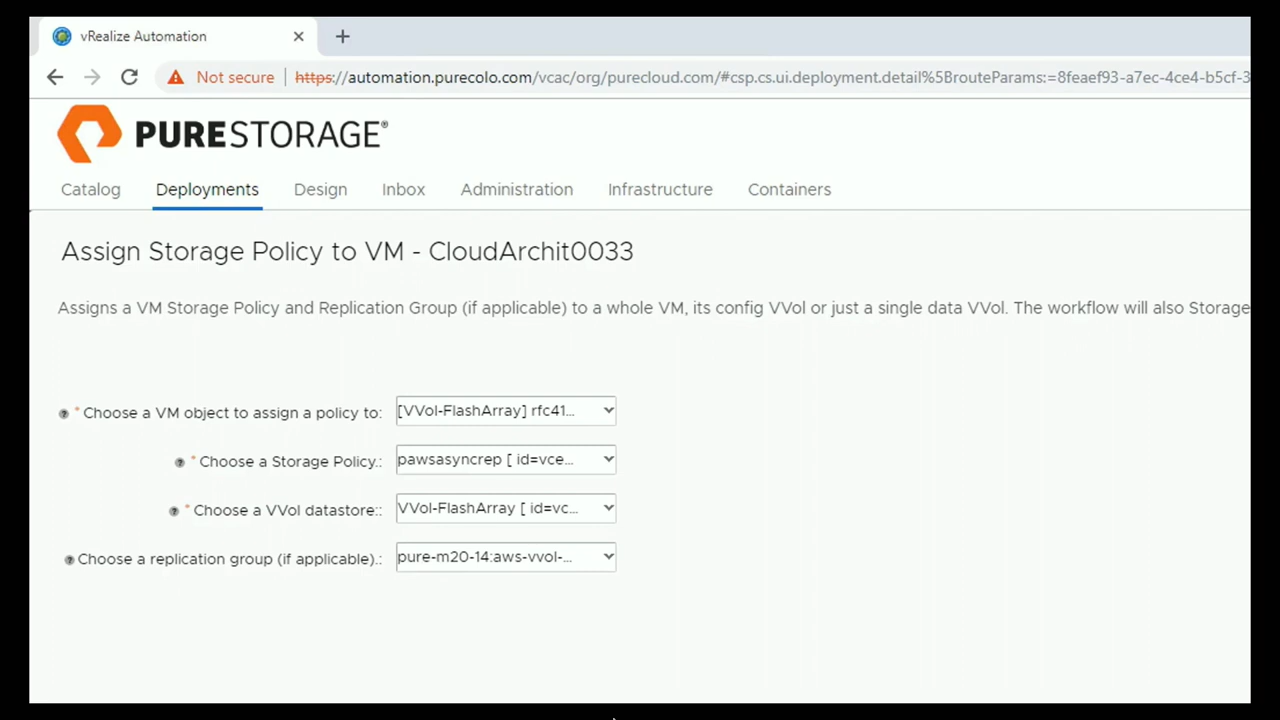 vRealize Automation
Not secure https://automation.purecolo.com/vcac/org/purecloud.com/#csp.cs.ui.deployment.detail%5BrouteParams:=8feaef93-a7ec-4ce4-b5cf-3
PURESTORAGE®
Catalog Deployments Design Inbox Administration Infrastructure Containers
Assign Storage Policy to VM - CloudArchit0033
Assigns a VM Storage Policy and Replication Group (if applicable) to a whole VM, its config VVol or just a single data VVol. The workflow will also Storage
* Choose a VM object to assign a policy to: [VVol-FlashArray] rfc41...
* Choose a Storage Policy.: pawsasyncrep [ id=vce...
* Choose a VVol datastore:: VVol-FlashArray [ id=vc...
Choose a replication group (if applicable).: pure-m20-14:aws-vvol-...